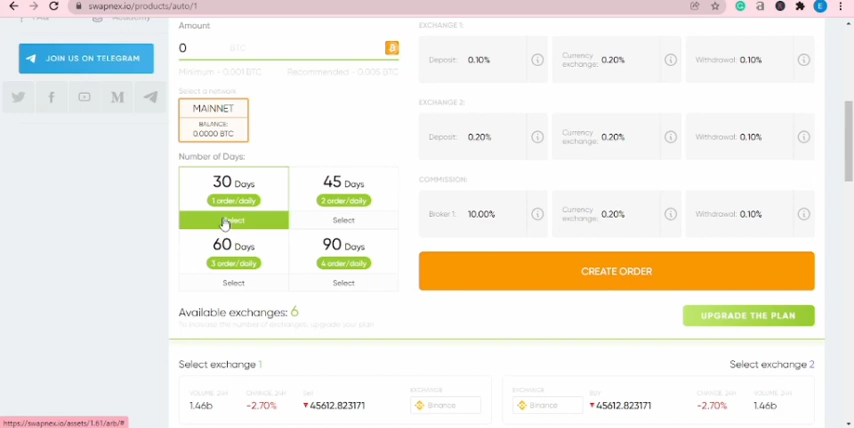 swapnex.io/products/auto/1
Academy
JOIN US ON TELEGRAM
Amount
0 BTC
Minimum - 0.001 BTC Recommended - 0.005 BTC
Select a network
MAINNET
BALANCE:
0.0000 BTC
Number of Days:
30 Days
1 order/daily
Select
45 Days
2 order/daily
Select
60 Days
3 order/daily
Select
90 Days
4 order/daily
Select
Available exchanges: 6
*to increase the number of exchanges, upgrade your plan
EXCHANGE 1:
Deposit: 0.10%
Currency exchange: 0.20%
Withdrawal: 0.10%
EXCHANGE 2:
Deposit: 0.20%
Currency exchange: 0.20%
Withdrawal: 0.10%
COMMISSION:
Broker 1: 10.00%
Currency exchange: 0.20%
Withdrawal: 0.10%
CREATE ORDER
UPGRADE THE PLAN
Select exchange 1
Select exchange 2
VOLUME, 24H
1.46b
CHANGE, 24H
-2.70%
45612.823171
EXCHANGE
Binance
EXCHANGE
Binance
45612.823171
CHANGE, 24H
-2.70%
VOLUME, 24H
1.46b
https://swapnex.io/assets/1.61/arb/#